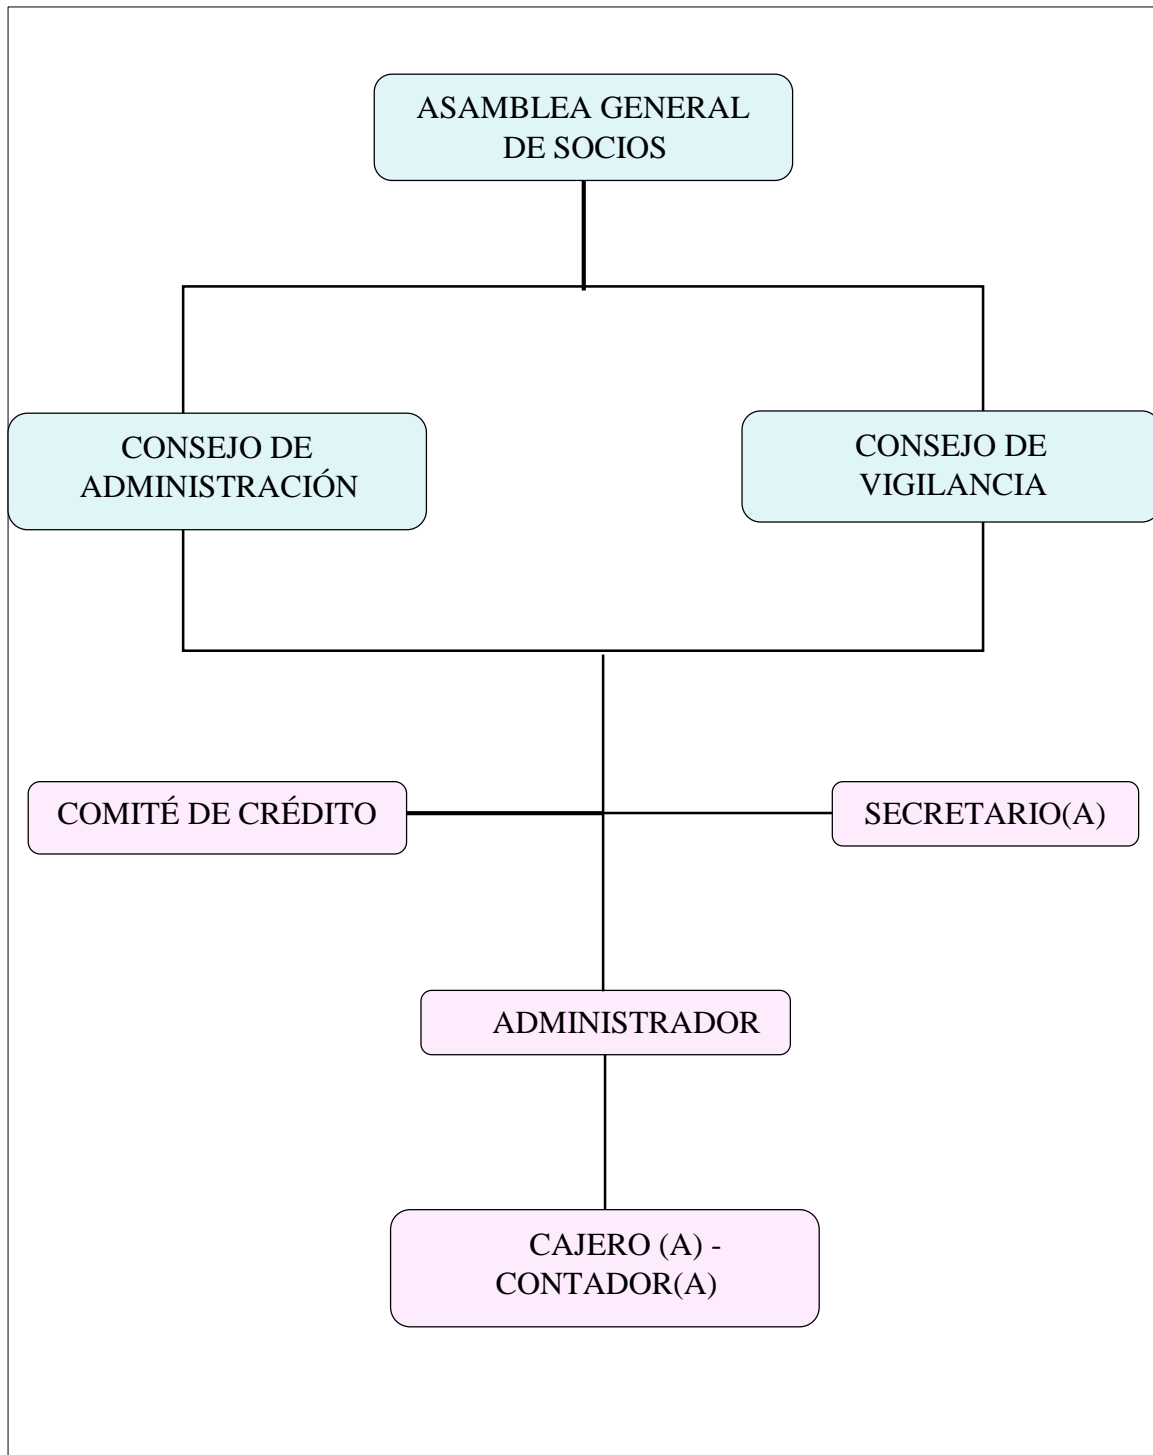 ASAMBLEA GENERAL
DE SOCIOS
CONSEJO DE
ADMINISTRACIÓN
CONSEJO DE
VIGILANCIA
COMITÉ DE CRÉDITO
SECRETARIO(A)
ADMINISTRADOR
CAJERO (A) -
CONTADOR(A)